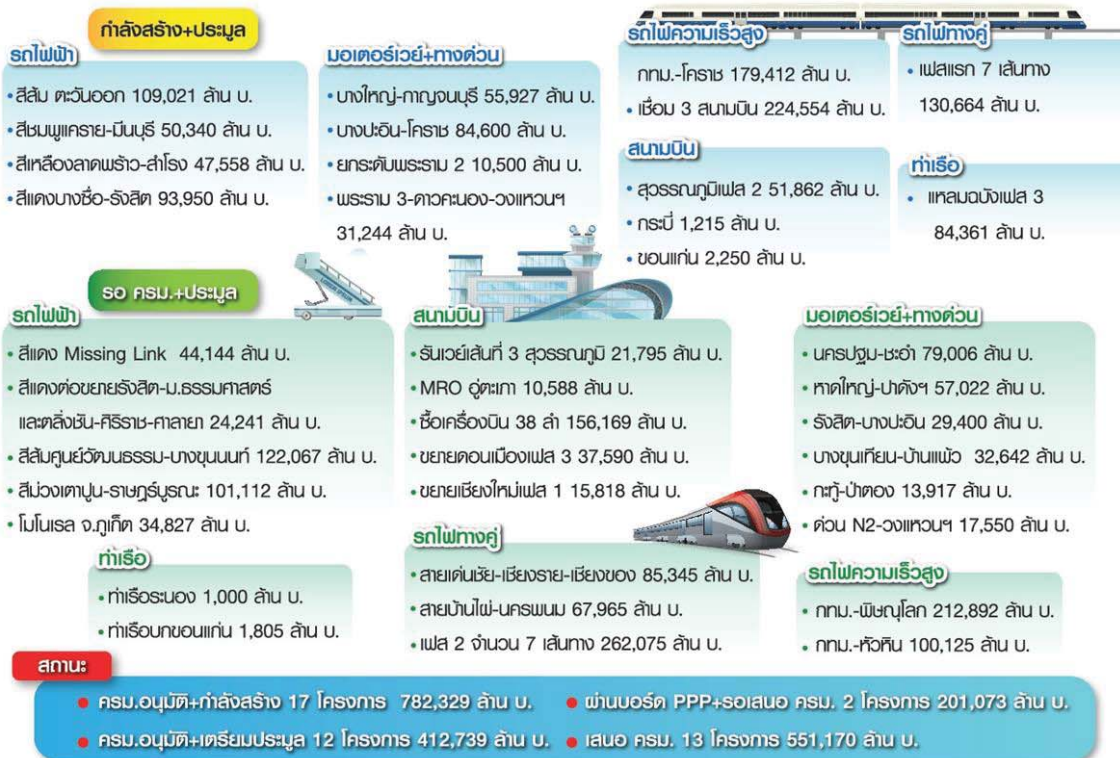 กำลังสร้าง+ประมูล
รถไฟฟ้า
• สีส้ม ตะวันออก 109,021 ล้าน บ.
• สีชมพูแคราย-มีนบุรี 50,340 ล้าน บ.
• สีเหลืองลาดพร้าว-สำโรง 47,558 ล้าน บ.
• สีแดงบางซื่อ-รังสิต 93,950 ล้าน บ.
มอเตอร์เวย์+ทางด่วน
• บางใหญ่-กาญจนบุรี 55,927 ล้าน บ.
• บางปะอิน-โคราช 84,600 ล้าน บ.
• ยกระดับพระราม 2 10,500 ล้าน บ.
• พระราม 3-ดาวคะนอง-วงแหวนฯ
31,244 ล้าน บ.
รถไฟความเร็วสูง
กทม.-โคราช 179,412 ล้าน บ.
• เชื่อม 3 สนามบิน 224,554 ล้าน บ.
รถไฟทางคู่
• เฟสแรก 7 เส้นทาง
130,664 ล้าน บ.
สนามบิน
• สุวรรณภูมิเฟส 2 51,862 ล้าน บ.
• กระบี่ 1,215 ล้าน บ.
• ขอนแก่น 2,250 ล้าน บ.
ท่าเรือ
• แหลมฉบังเฟส 3
84,361 ล้าน บ.
รอ ครม.+ประมูล
รถไฟฟ้า
• สีแดง Missing Link 44,144 ล้าน บ.
• สีแดงต่อขยายรังสิต-ม.ธรรมศาสตร์
และตลิ่งชัน-ศิริราช-ศาลายา 24,241 ล้าน บ.
• สีส้มศูนย์วัฒนธรรม-บางขุนนนท์ 122,067 ล้าน บ.
• สีม่วงเตาปูน-ราษฎร์บูรณะ 101,112 ล้าน บ.
• โมโนเรล จ.ภูเก็ต 34,827 ล้าน บ.
สนามบิน
• รันเวย์เส้นที่ 3 สุวรรณภูมิ 21,795 ล้าน บ.
• MRO อู่ตะเภา 10,588 ล้าน บ.
• ซื้อเครื่องบิน 38 ลำ 156,169 ล้าน บ.
• ขยายดอนเมืองเฟส 3 37,590 ล้าน บ.
• ขยายเชียงใหม่เฟส 1 15,818 ล้าน บ.
มอเตอร์เวย์+ทางด่วน
• นครปฐม-ชะอำ 79,006 ล้าน บ.
• หาดใหญ่-ปาดังฯ 57,022 ล้าน บ.
• รังสิต-บางปะอิน 29,400 ล้าน บ.
• บางขุนเทียน-บ้านแพ้ว 32,642 ล้าน บ.
• กะทู้-ป่าตอง 13,917 ล้าน บ.
• ด่วน N2-วงแหวนฯ 17,550 ล้าน บ.
ท่าเรือ
• ท่าเรือระนอง 1,000 ล้าน บ.
• ท่าเรือบกขอนแก่น 1,805 ล้าน บ.
รถไฟทางคู่
• สายเด่นชัย-เชียงราย-เชียงของ 85,345 ล้าน บ.
• สายบ้านไผ่-นครพนม 67,965 ล้าน บ.
• เฟส 2 จำนวน 7 เส้นทาง 262,075 ล้าน บ.
รถไฟความเร็วสูง
• กทม.-พิษณุโลก 212,892 ล้าน บ.
• กทม.-หัวหิน 100,125 ล้าน บ.
สถานะ
• ครม.อนุมัติ+กำลังสร้าง 17 โครงการ 782,329 ล้าน บ.
• ผ่านบอร์ด PPP+รอเสนอ ครม. 2 โครงการ 201,073 ล้าน บ.
• ครม.อนุมัติ+เตรียมประมูล 12 โครงการ 412,739 ล้าน บ.
• เสนอ ครม. 13 โครงการ 551,170 ล้าน บ.